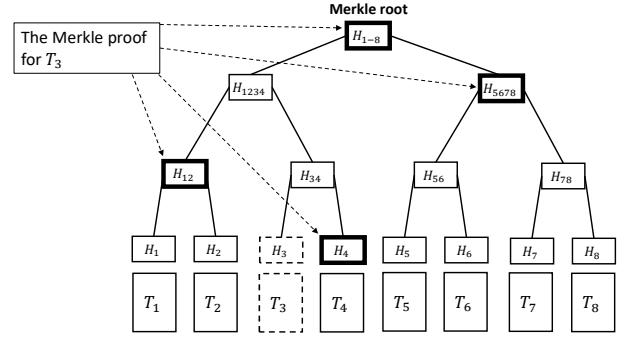 Merkle root
The Merkle proof
for T₃
H₁₋₈
H₁₂₃₄
H₅₆₇₈
H₁₂
H₃₄
H₅₆
H₇₈
H₁
H₂
H₃
H₄
H₅
H₆
H₇
H₈
T₁
T₂
T₃
T₄
T₅
T₆
T₇
T₈